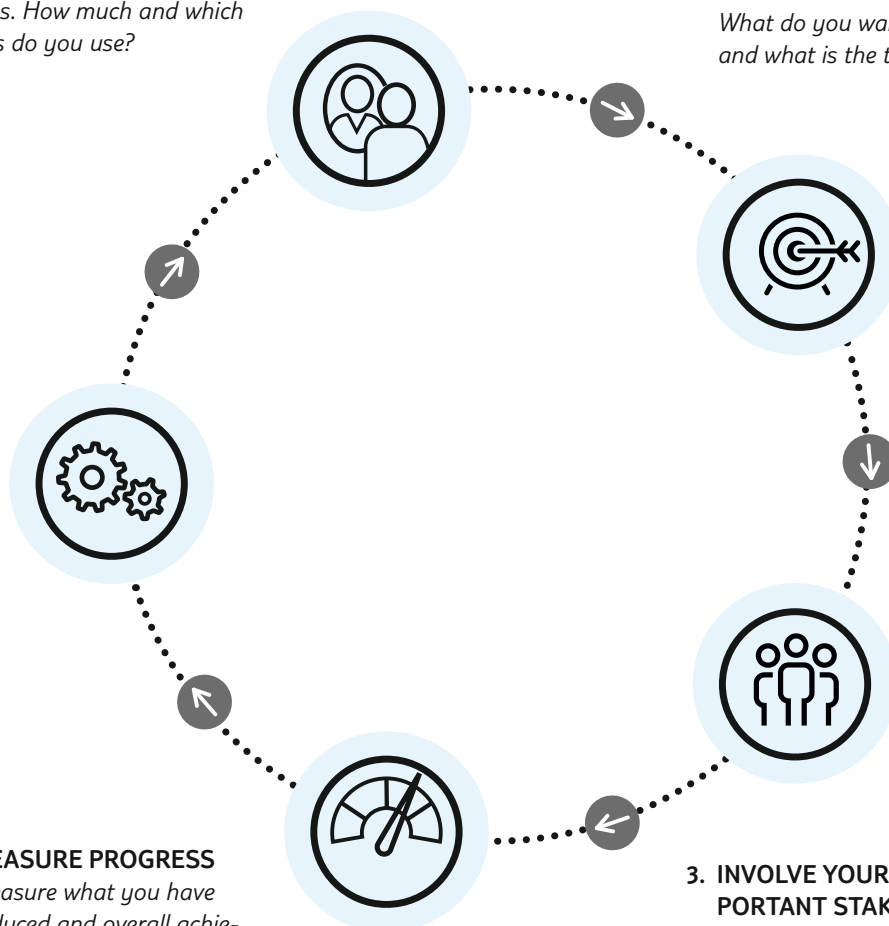 s. How much and which
s do you use?
What do you wa
and what is the t
EASURE PROGRESS
asure what you have
duced and overall achie-
3. INVOLVE YOUR
PORTANT STAK